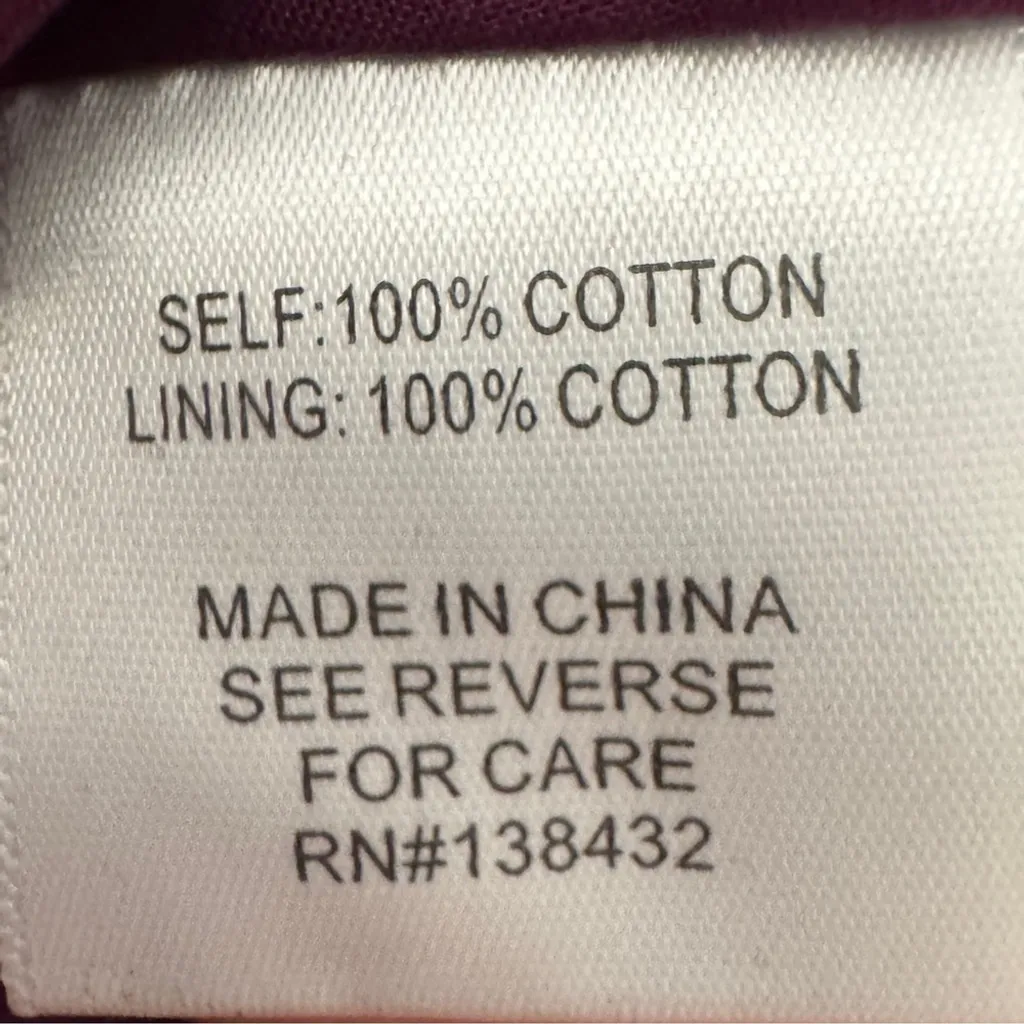 SELF:100% COTTON
LINING: 100% COTTON
MADE IN CHINA
SEE REVERSE
FOR CARE
RN#138432